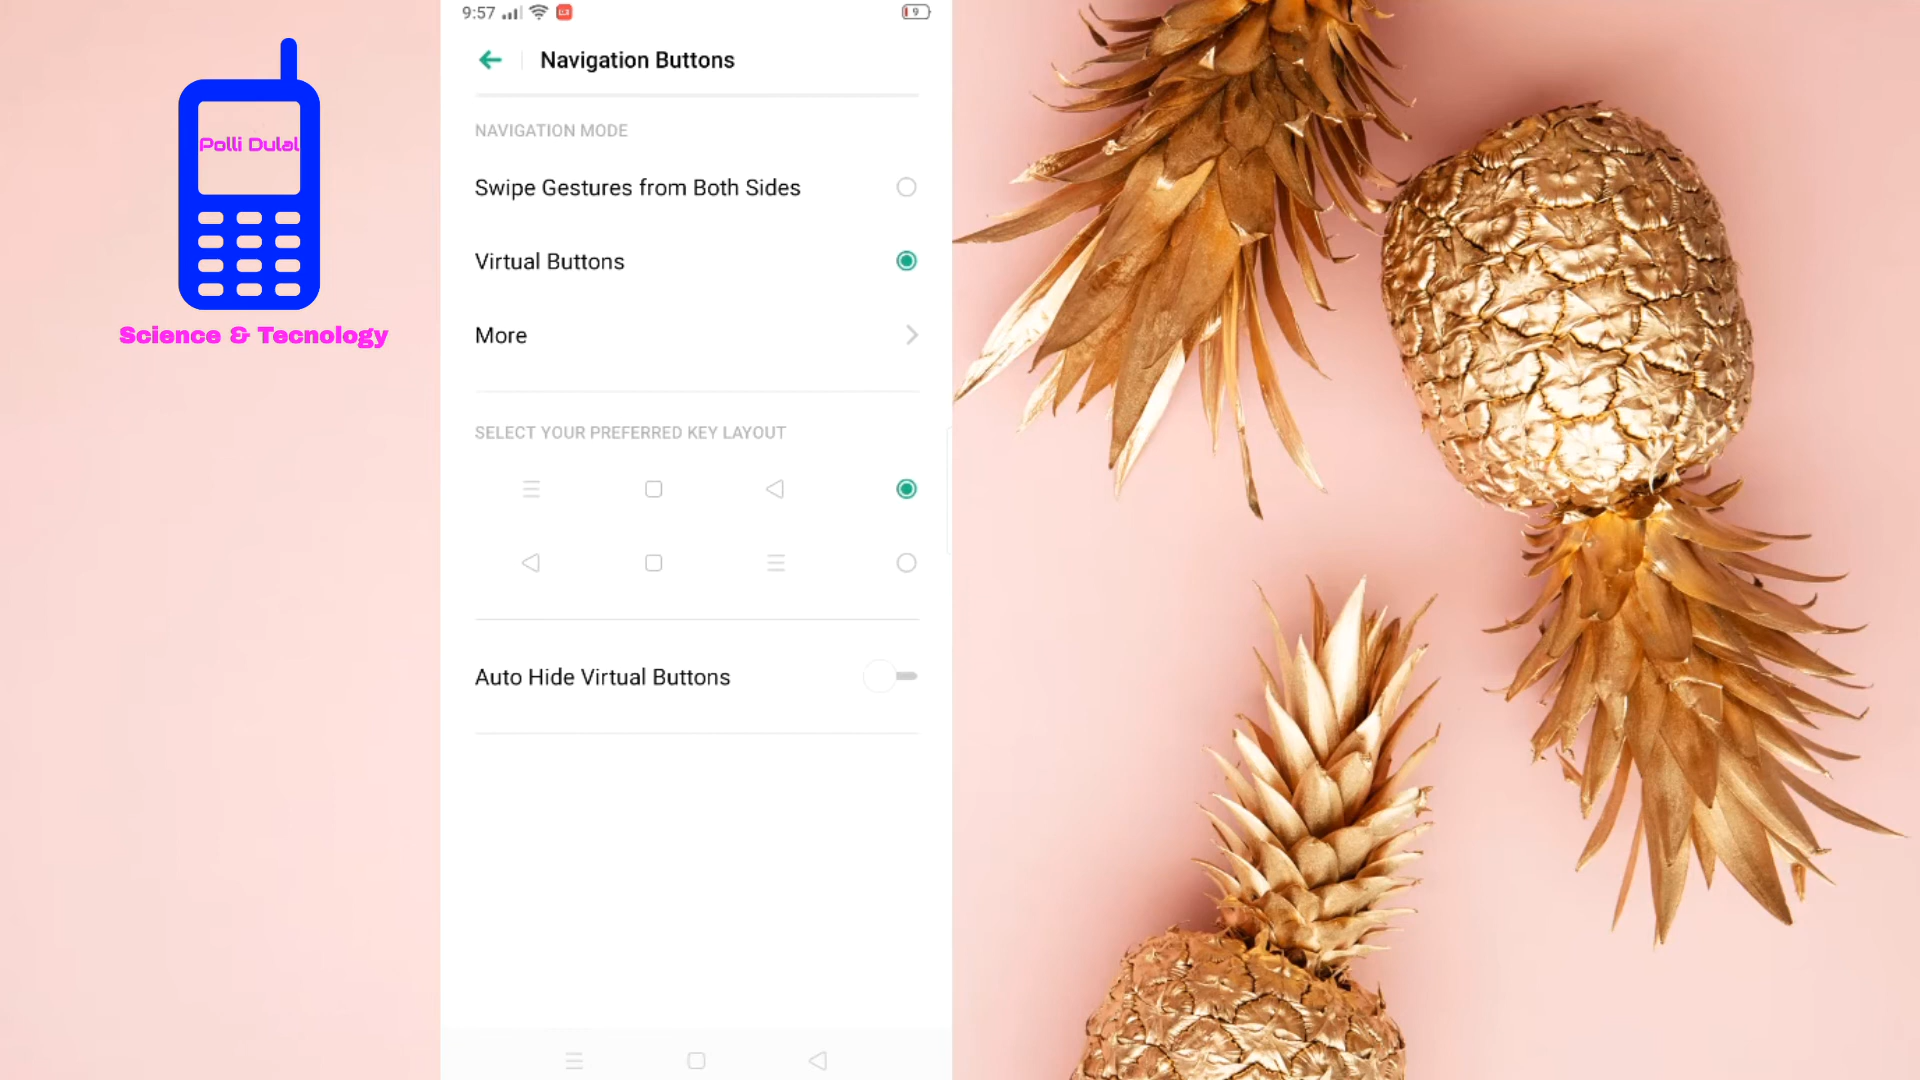 Polli Dulal
Science & Tecnology
9:57
9
Navigation Buttons
NAVIGATION MODE
Swipe Gestures from Both Sides
Virtual Buttons
More
SELECT YOUR PREFERRED KEY LAYOUT
Auto Hide Virtual Buttons